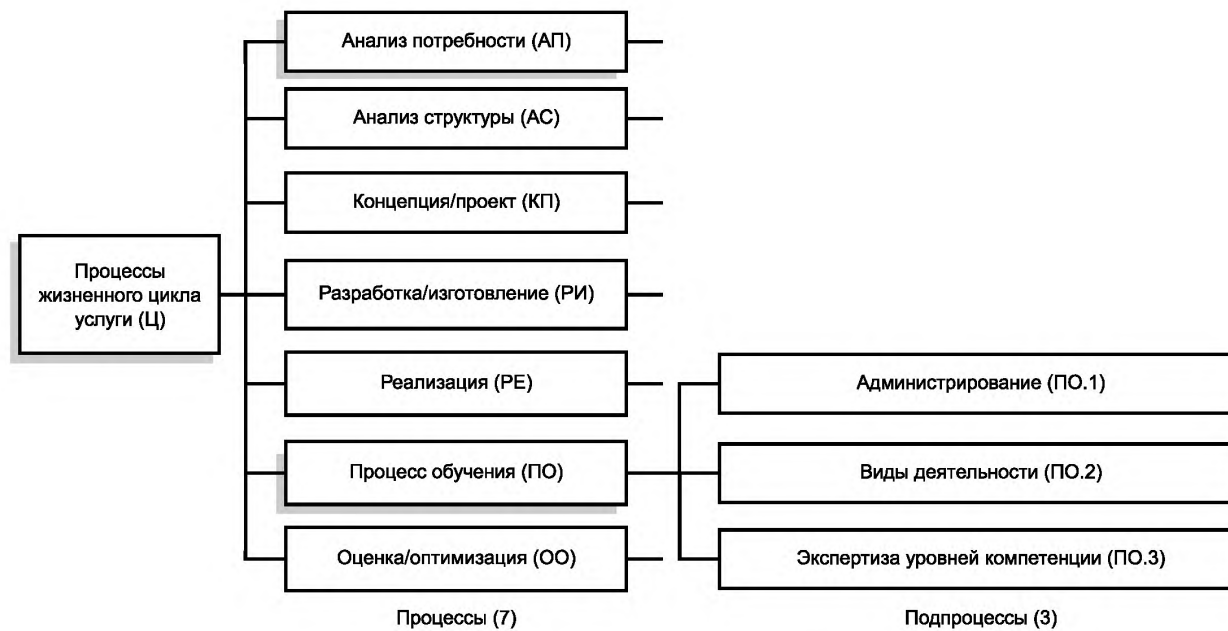 Анализ потребности (АП)
Анализ структуры (АС)
Концепция/проект (КП)
Процессы
жизненного цикла
услуги (Ц)
Разработка/изготовление (РИ)
Реализация (РЕ)
Администрирование (ПО.1)
Процесс обучения (ПО)
Виды деятельности (ПО.2)
Оценка/оптимизация (ОО)
Экспертиза уровней компетенции (ПО.3)
Процессы (7)
Подпроцессы (3)